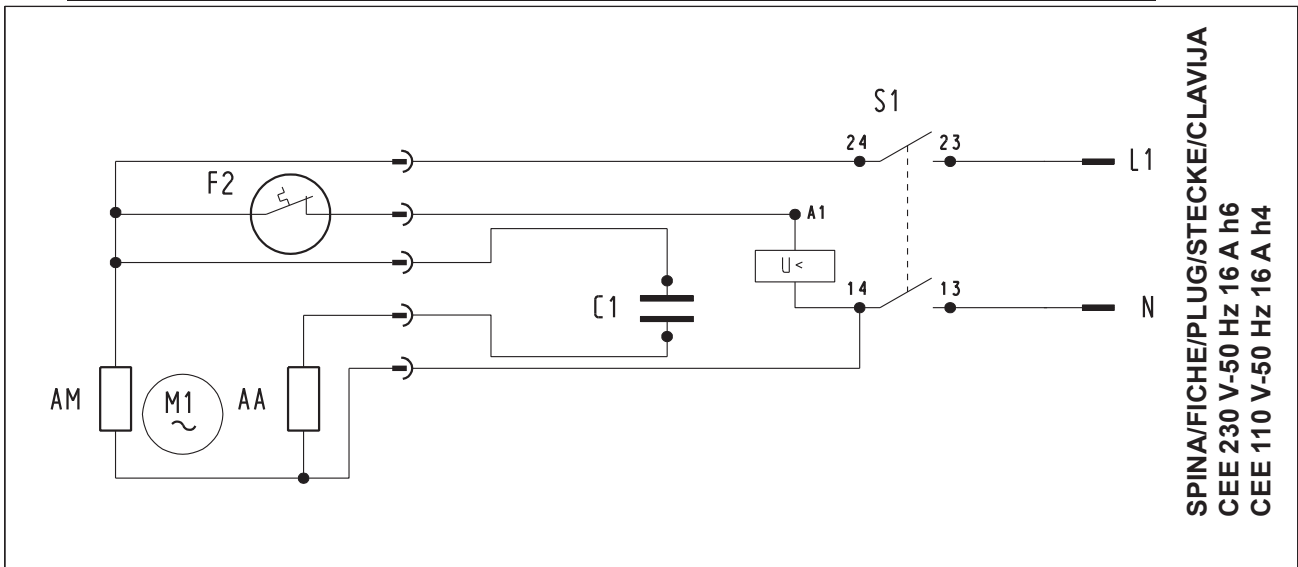 S1
24
23
L1
F2
A1
U<
14
13
N
C1
AM
M1
~
AA
SPINA/FICHE/PLUG/STECKE/CLAVIJA
CEE 230 V-50 Hz 16 A h6
CEE 110 V-50 Hz 16 A h4